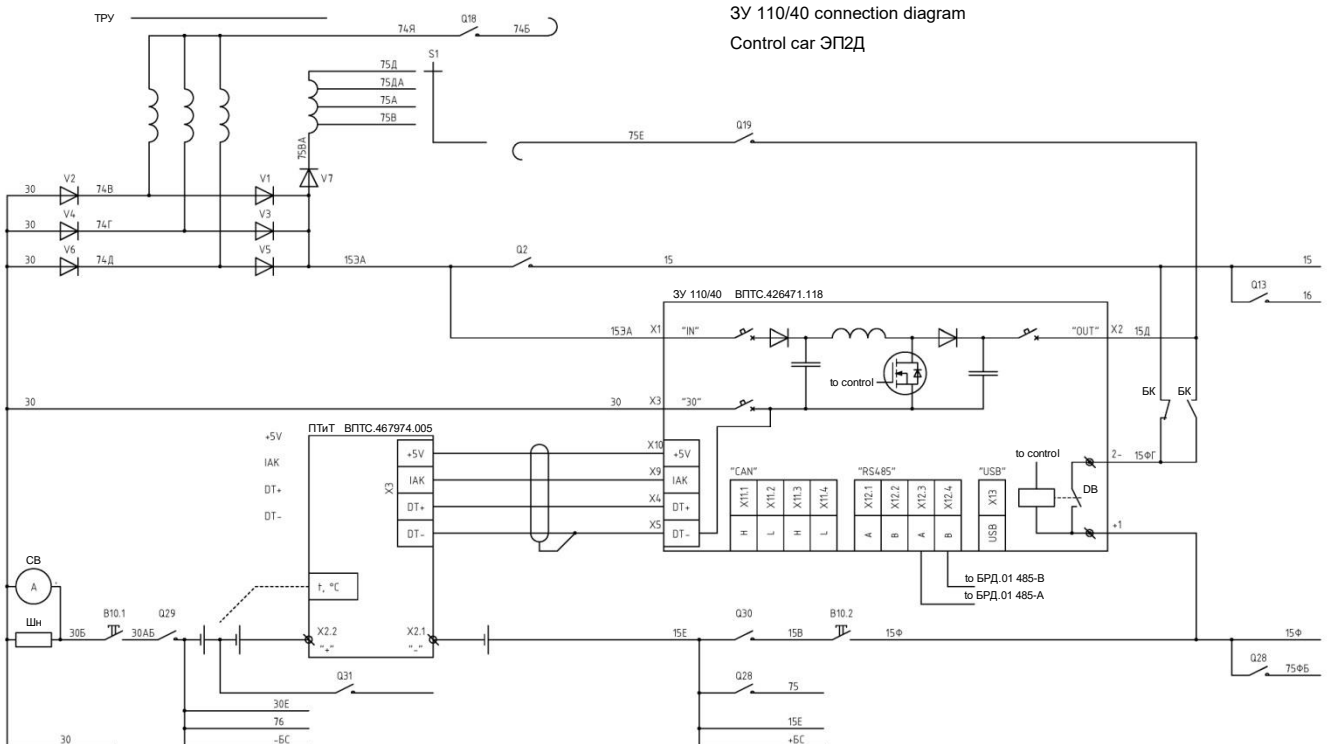 ЗУ 110/40 connection diagram
Control car ЭП2Д
ТРУ
74Я
Q18
74Б
S1
75Д
75ДА
75А
75В
75ВА
75Е
Q19
V7
30
V2
74В
V1
30
V4
74Г
V3
30
V6
74Д
V5
153А
Q2
15
15
Q13
16
ЗУ 110/40 ВПТС.426471.118
153А
X1
"IN"
"OUT"
X2
15Д
to control
30
30
X3
"30"
БК
БК
ПТиТ ВПТС.467974.005
+5V
IAK
DT+
DT-
X3
+5V
IAK
DT+
DT-
X10
X9
X4
X5
+5V
IAK
DT+
DT-
"CAN"
X11.1
X11.2
X11.3
X11.4
H
L
H
L
"RS485"
X12.1
X12.2
X12.3
X12.4
A
B
A
B
"USB"
X13
USB
to control
DB
2-
15ФГ
+1
to БРД.01 485-B
to БРД.01 485-A
СВ
A
Шн
t, °C
30Б
В10.1
30АБ
Q29
X2.2
"+"
X2.1
"-"
15Е
Q30
15В
В10.2
15Ф
15Ф
Q28
75ФБ
Q31
Q28
75
30Е
76
-БС
15Е
+БС
30